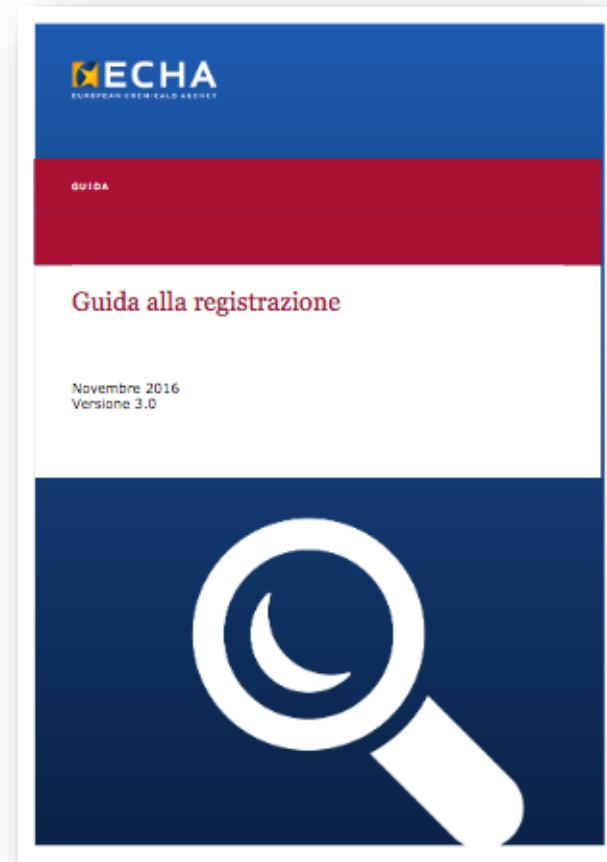 ECHA
EUROPEAN CHEMICALS AGENCY
GUIDA
Guida alla registrazione
Novembre 2016
Versione 3.0